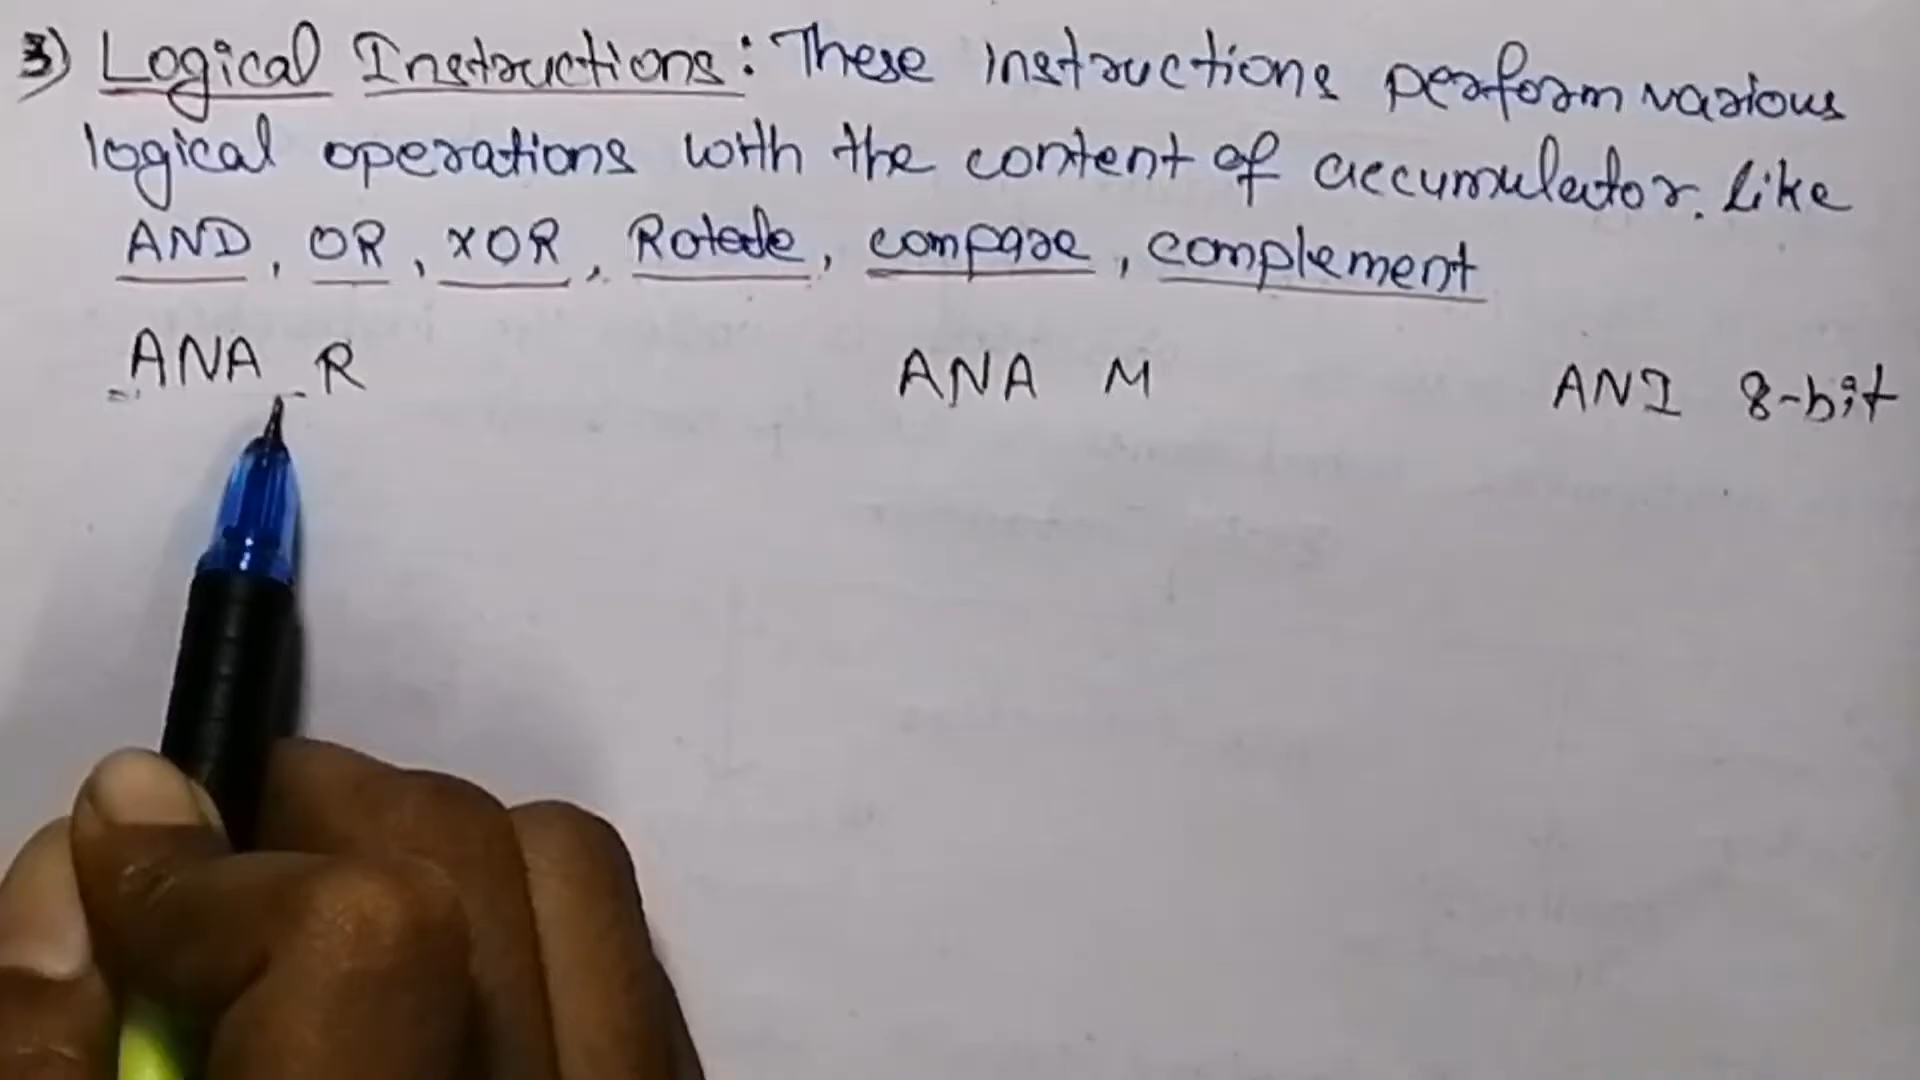 3) Logical Instructions: These instructions perform various
logical operations with the content of accumulator. Like
AND, OR, XOR, Rotate, compare, complement
ANA R ANA M ANI 8-bit